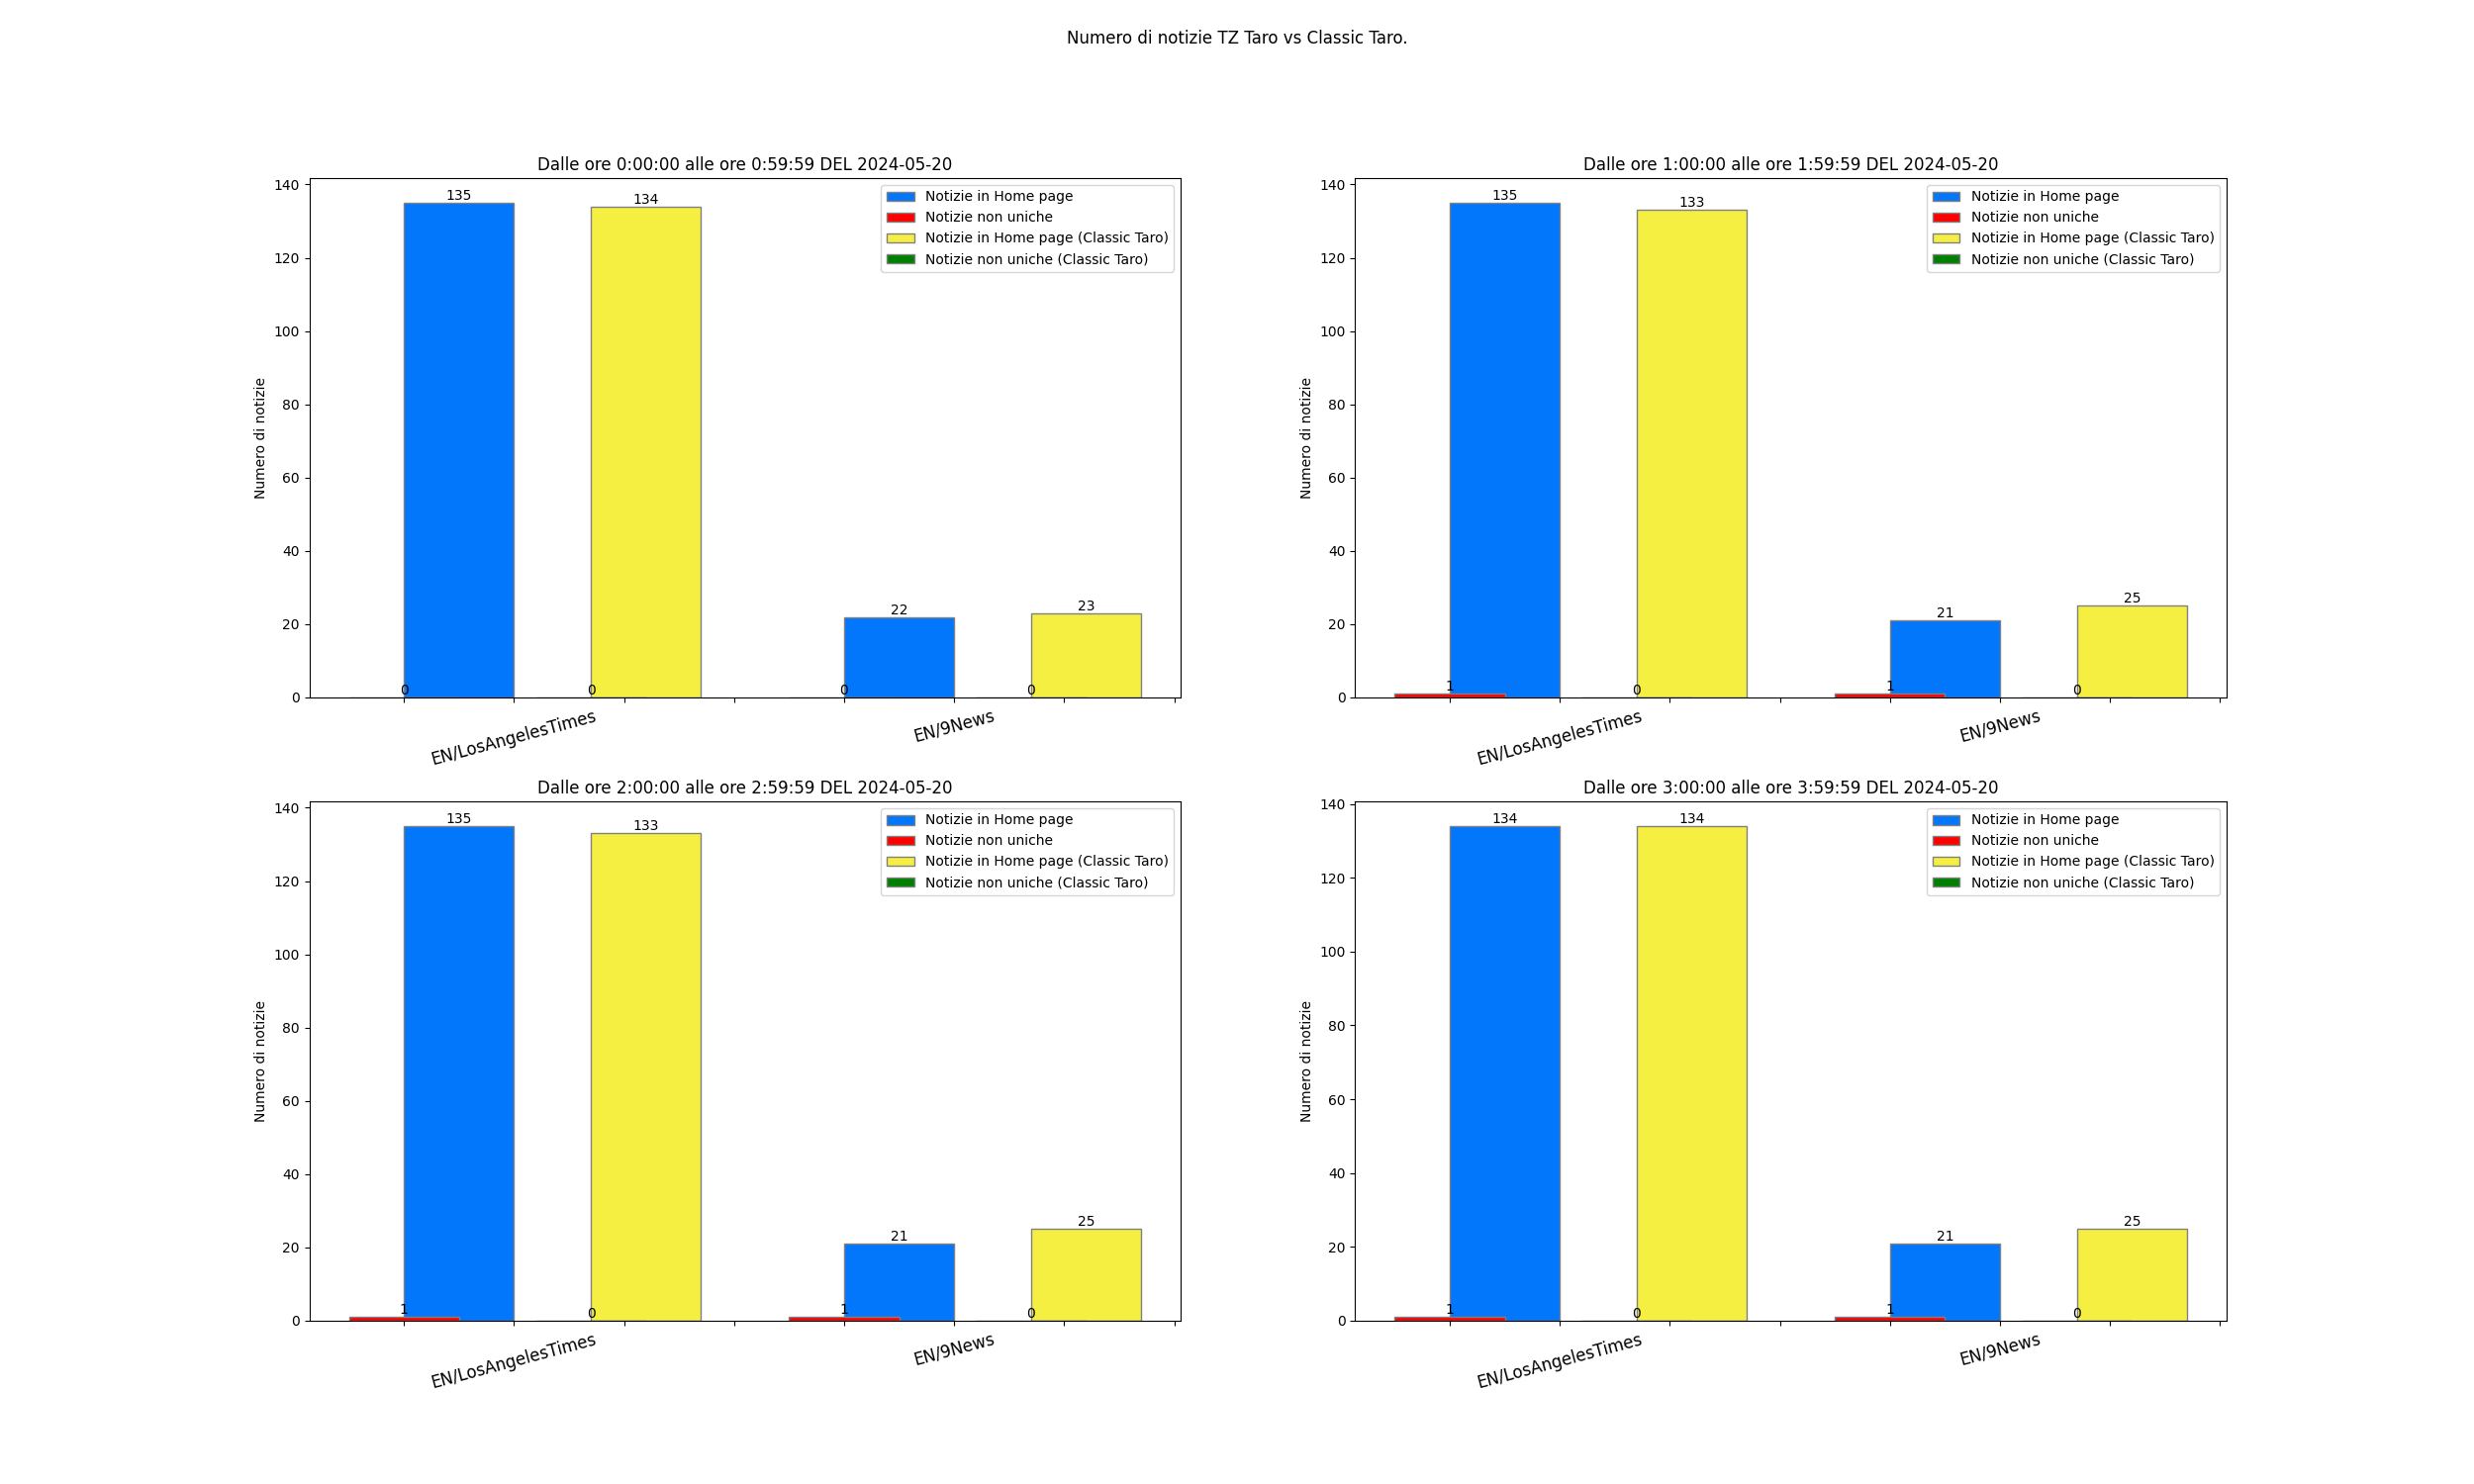 Numero di notizie TZ Taro vs Classic Taro.
Dalle ore 0:00:00 alle ore 0:59:59 DEL 2024-05-20
Numero di notizie
140
120
100
80
60
40
20
0
135
134
22
23
0
0
0
0
Notizie in Home page
Notizie non uniche
Notizie in Home page (Classic Taro)
Notizie non uniche (Classic Taro)
EN/LosAngelesTimes
EN/9News
Dalle ore 1:00:00 alle ore 1:59:59 DEL 2024-05-20
Numero di notizie
140
120
100
80
60
40
20
0
135
133
21
25
1
0
1
0
Notizie in Home page
Notizie non uniche
Notizie in Home page (Classic Taro)
Notizie non uniche (Classic Taro)
EN/LosAngelesTimes
EN/9News
Dalle ore 2:00:00 alle ore 2:59:59 DEL 2024-05-20
Numero di notizie
140
120
100
80
60
40
20
0
135
133
21
25
1
0
1
0
Notizie in Home page
Notizie non uniche
Notizie in Home page (Classic Taro)
Notizie non uniche (Classic Taro)
EN/LosAngelesTimes
EN/9News
Dalle ore 3:00:00 alle ore 3:59:59 DEL 2024-05-20
Numero di notizie
140
120
100
80
60
40
20
0
134
134
21
25
1
0
1
0
Notizie in Home page
Notizie non uniche
Notizie in Home page (Classic Taro)
Notizie non uniche (Classic Taro)
EN/LosAngelesTimes
EN/9News